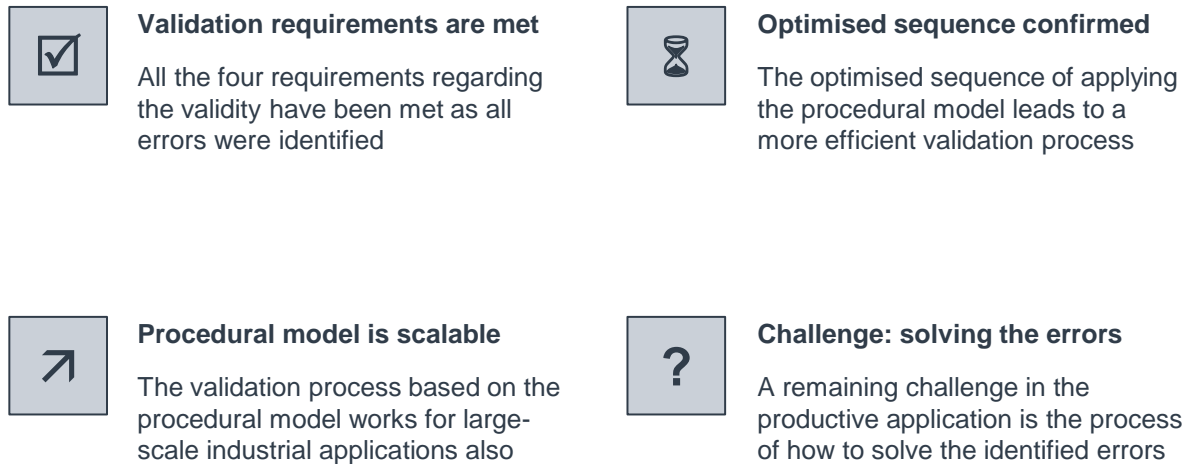 Validation requirements are met
All the four requirements regarding
the validity have been met as all
errors were identified
Optimised sequence confirmed
The optimised sequence of applying
the procedural model leads to a
more efficient validation process
Procedural model is scalable
The validation process based on the
procedural model works for large-
scale industrial applications also
?
Challenge: solving the errors
A remaining challenge in the
productive application is the process
of how to solve the identified errors